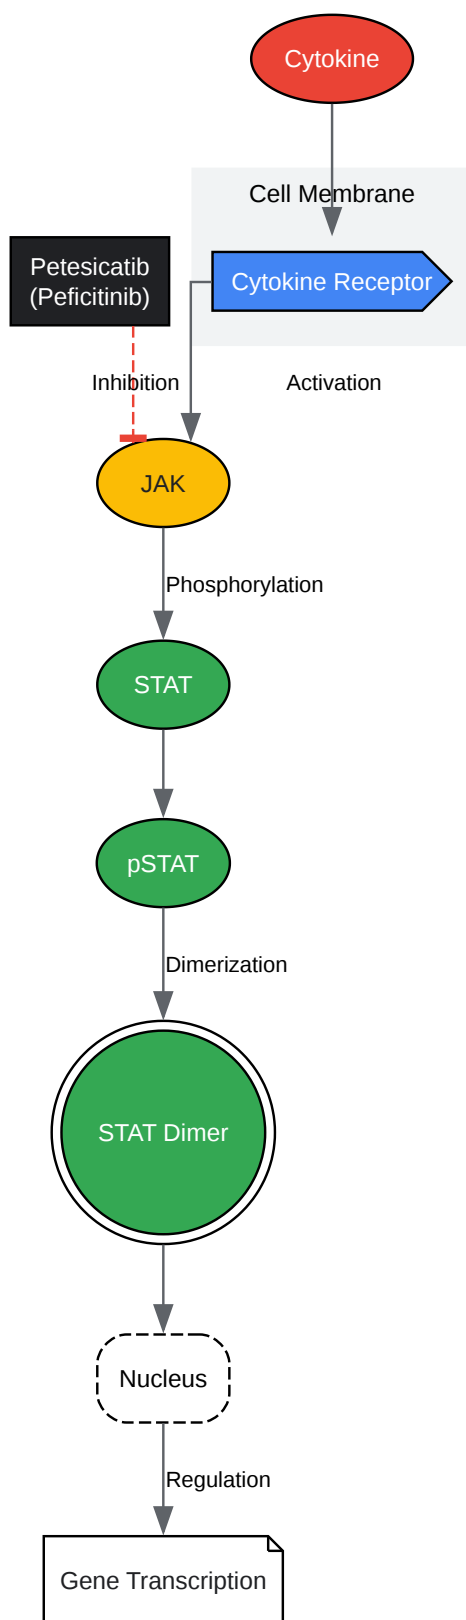 Cytokine
Cell Membrane
Petesicatib
(Peficitinib)
Cytokine Receptor
Inhibition
Activation
JAK
Phosphorylation
STAT
pSTAT
Dimerization
STAT Dimer
Nucleus
Regulation
Gene Transcription